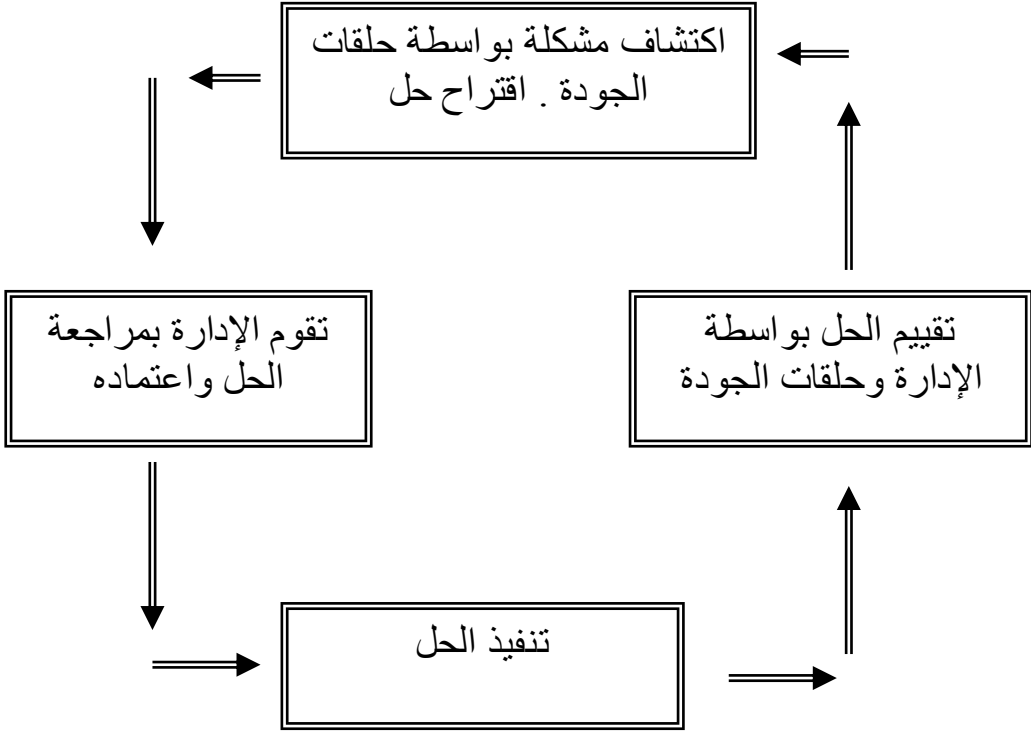 اكتشاف مشكلة بواسطة حلقات
الجودة . اقتراح حل
تقوم الإدارة بمراجعة
الحل واعتماده
تقييم الحل بواسطة
الإدارة وحلقات الجودة
تنفيذ الحل